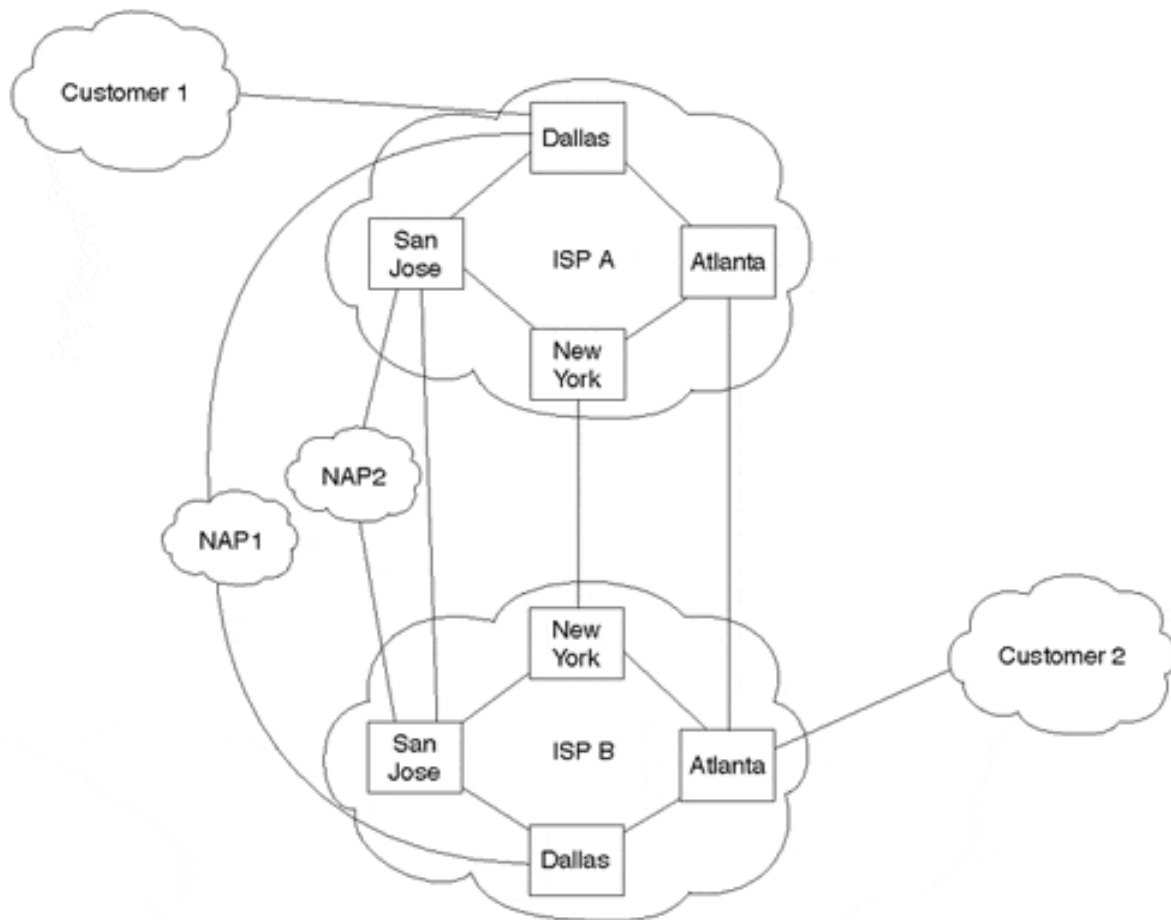 Customer 1
Dallas
San
Jose
ISP A
Atlanta
New
York
NAP2
NAP1
New
York
Customer 2
San
Jose
ISP B
Atlanta
Dallas